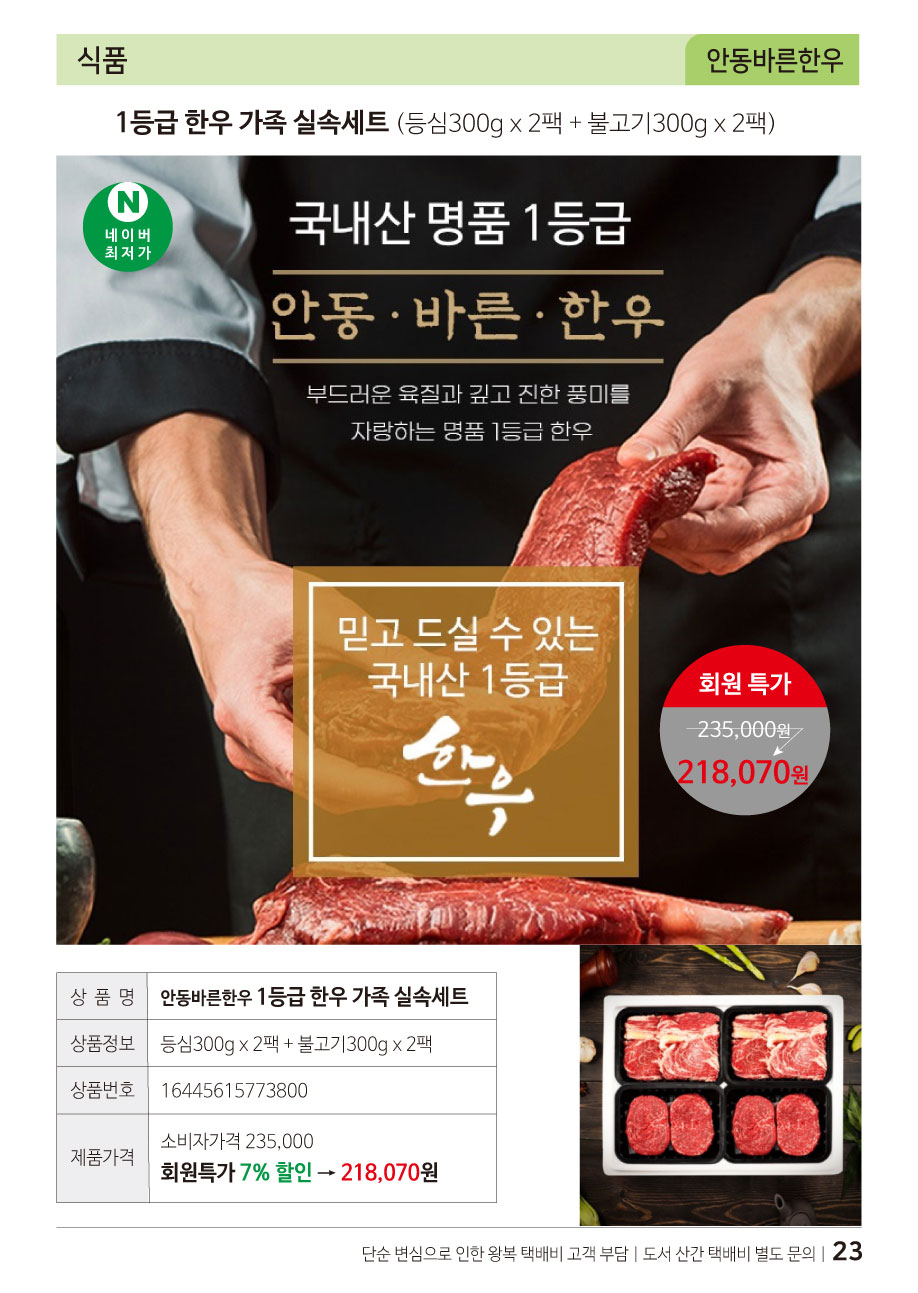 식품
안동바른한우
1등급 한우 가족 실속세트 (등심300g x 2팩 + 불고기300g x 2팩)
N
네이버
최저가
국내산 명품 1등급
안동·바른·한우
부드러운 육질과 깊고 진한 풍미를
자랑하는 명품 1등급 한우
믿고 드실 수 있는
국내산 1등급
한우
회원 특가
235,000원
218,070원
상 품 명 안동바른한우 1등급 한우 가족 실속세트
상품정보 등심300g x 2팩 + 불고기300g x 2팩
상품번호 16445615773800
제품가격 소비자가격 235,000
회원특가 7% 할인 → 218,070원
단순 변심으로 인한 왕복 택배비 고객 부담 | 도서 산간 택배비 별도 문의 | 23